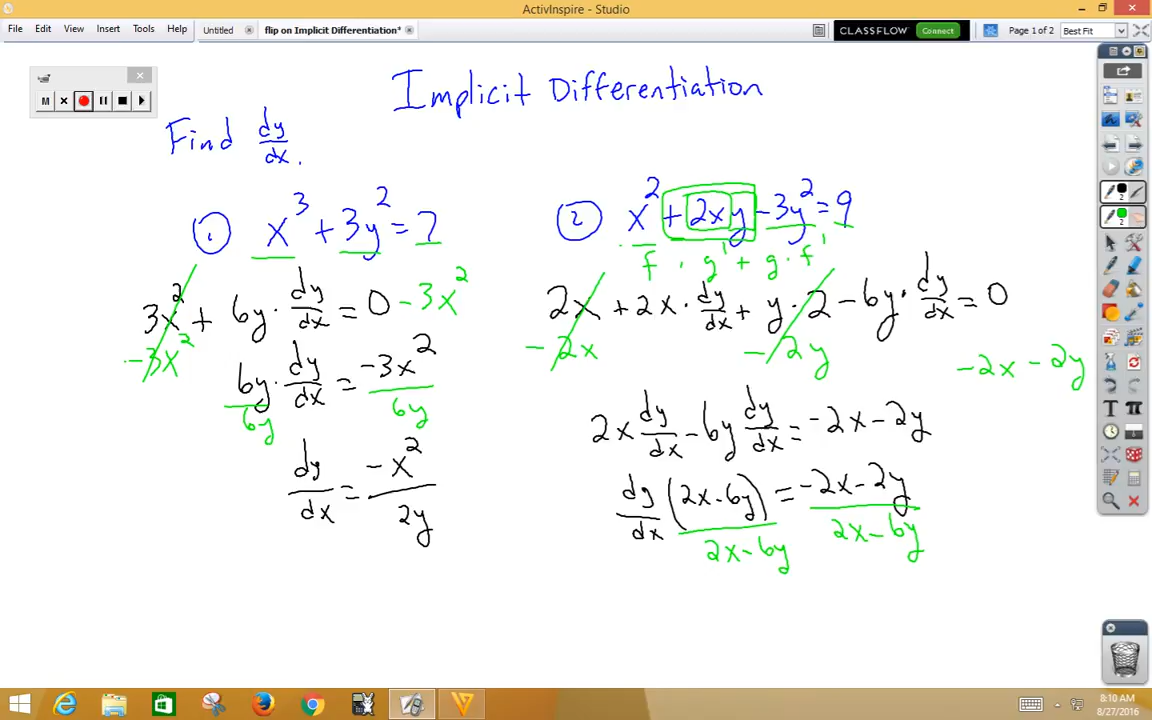 ActivInspire - Studio
File Edit View Insert Tools Help
Untitled
flip on Implicit Differentiation*
CLASSFLOW Connect
Page 1 of 2
Best Fit
M
Implicit Differentiation
Find dy/dx.
① x³ + 3y² = 7
3x² + 6y · dy/dx = 0 - 3x²
-3x²
6y · dy/dx = -3x²
6y 6y
dy/dx = -x²/2y
② x² + 2xy - 3y² = 9
f · g' + g · f'
2x + 2x · dy/dx + y · 2 - 6y · dy/dx = 0
-2x - 2y -2x - 2y
2x dy/dx - 6y dy/dx = -2x - 2y
dy/dx (2x - 6y) = -2x - 2y
2x - 6y 2x - 6y
8:10 AM
8/27/2016